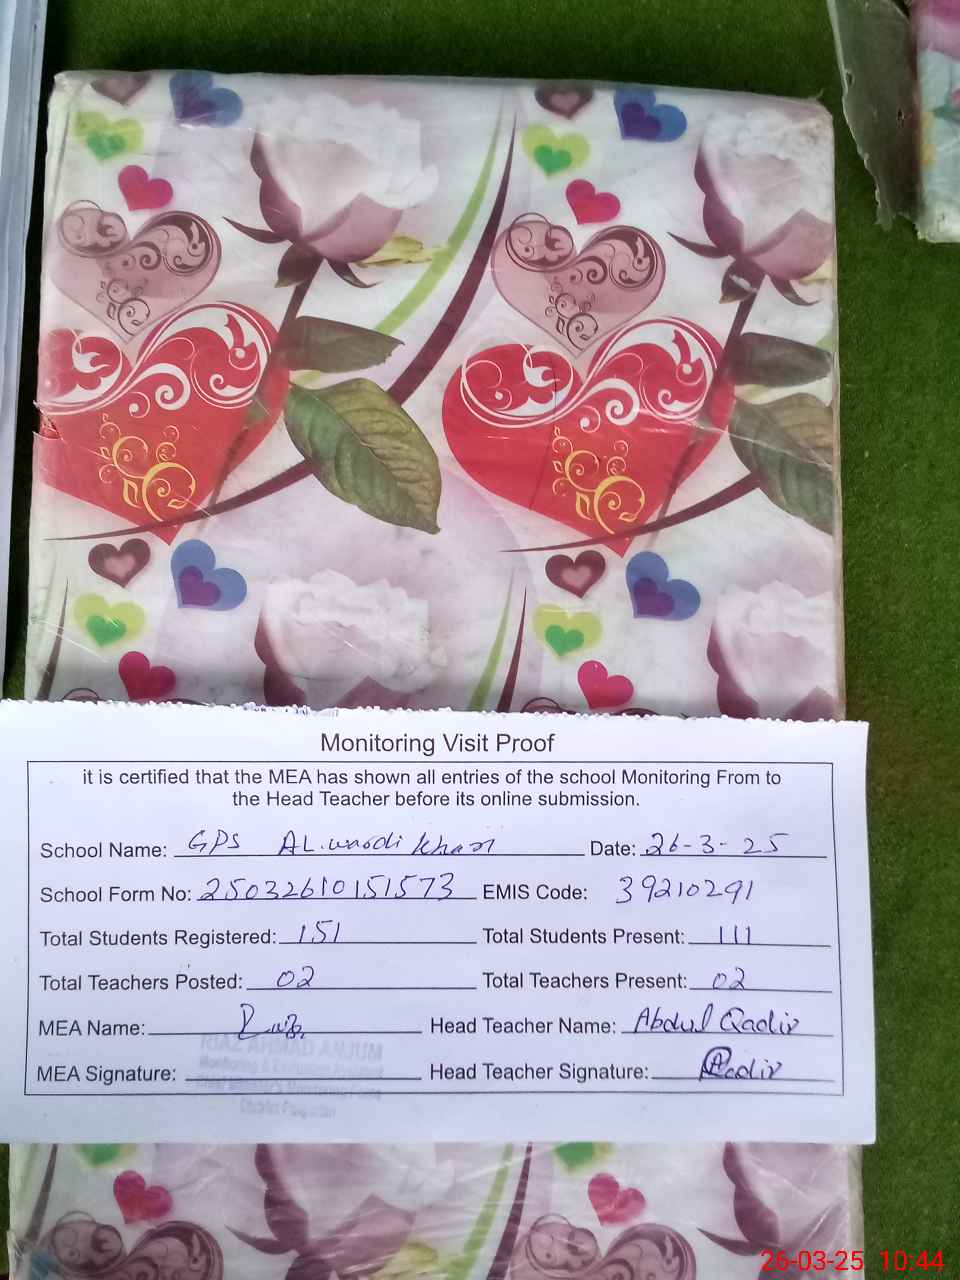 Monitoring Visit Proof
it is certified that the MEA has shown all entries of the school Monitoring From to
the Head Teacher before its online submission.
School Name: GPS AL.wardi khan Date: 26-3-25
School Form No: 25032610151573 EMIS Code: 39210291
Total Students Registered: 151 Total Students Present: 111
Total Teachers Posted: 02 Total Teachers Present: 02
MEA Name: Head Teacher Name: Abdul Qadir
RIAZ AHMAD ANJUM
MEA Signature: Head Teacher Signature: Qadir
26-03-25 10:44